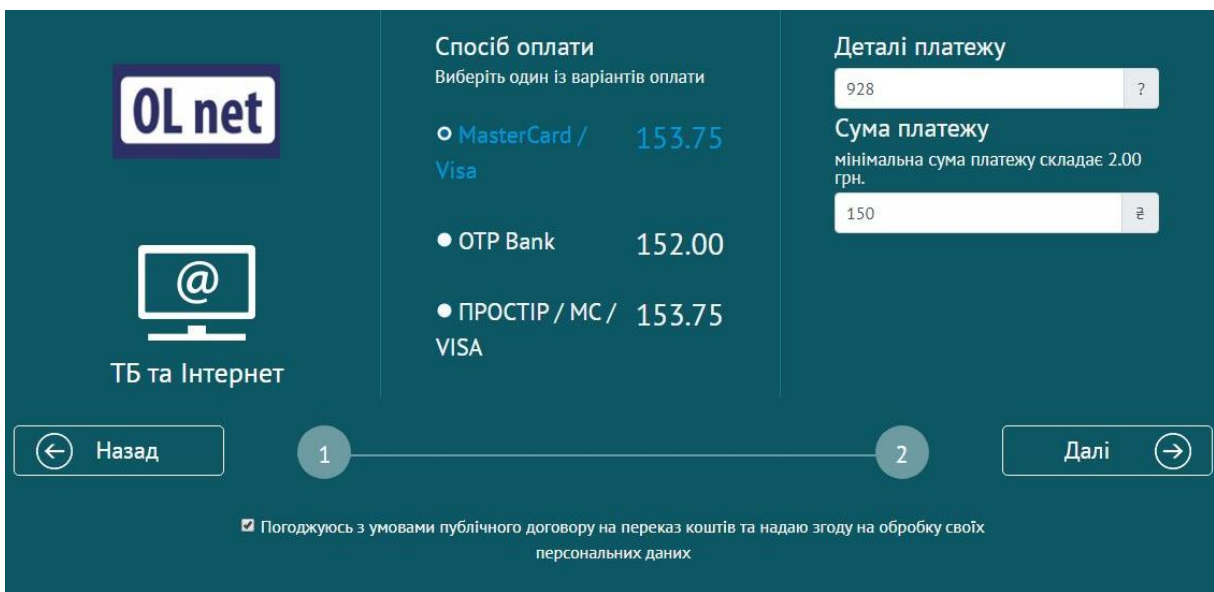 OL net
@
ТБ та Інтернет
Спосіб оплати
Виберіть один із варіантів оплати
MasterCard / 153.75
Visa
OTP Bank 152.00
ПРОСТІР / МС / 153.75
VISA
Деталі платежу
928 ?
Сума платежу
мінімальна сума платежу складає 2.00
грн.
150 ₴
Назад 1 2 Далі
Погоджуюсь з умовами публічного договору на переказ коштів та надаю згоду на обробку своїх
персональних даних